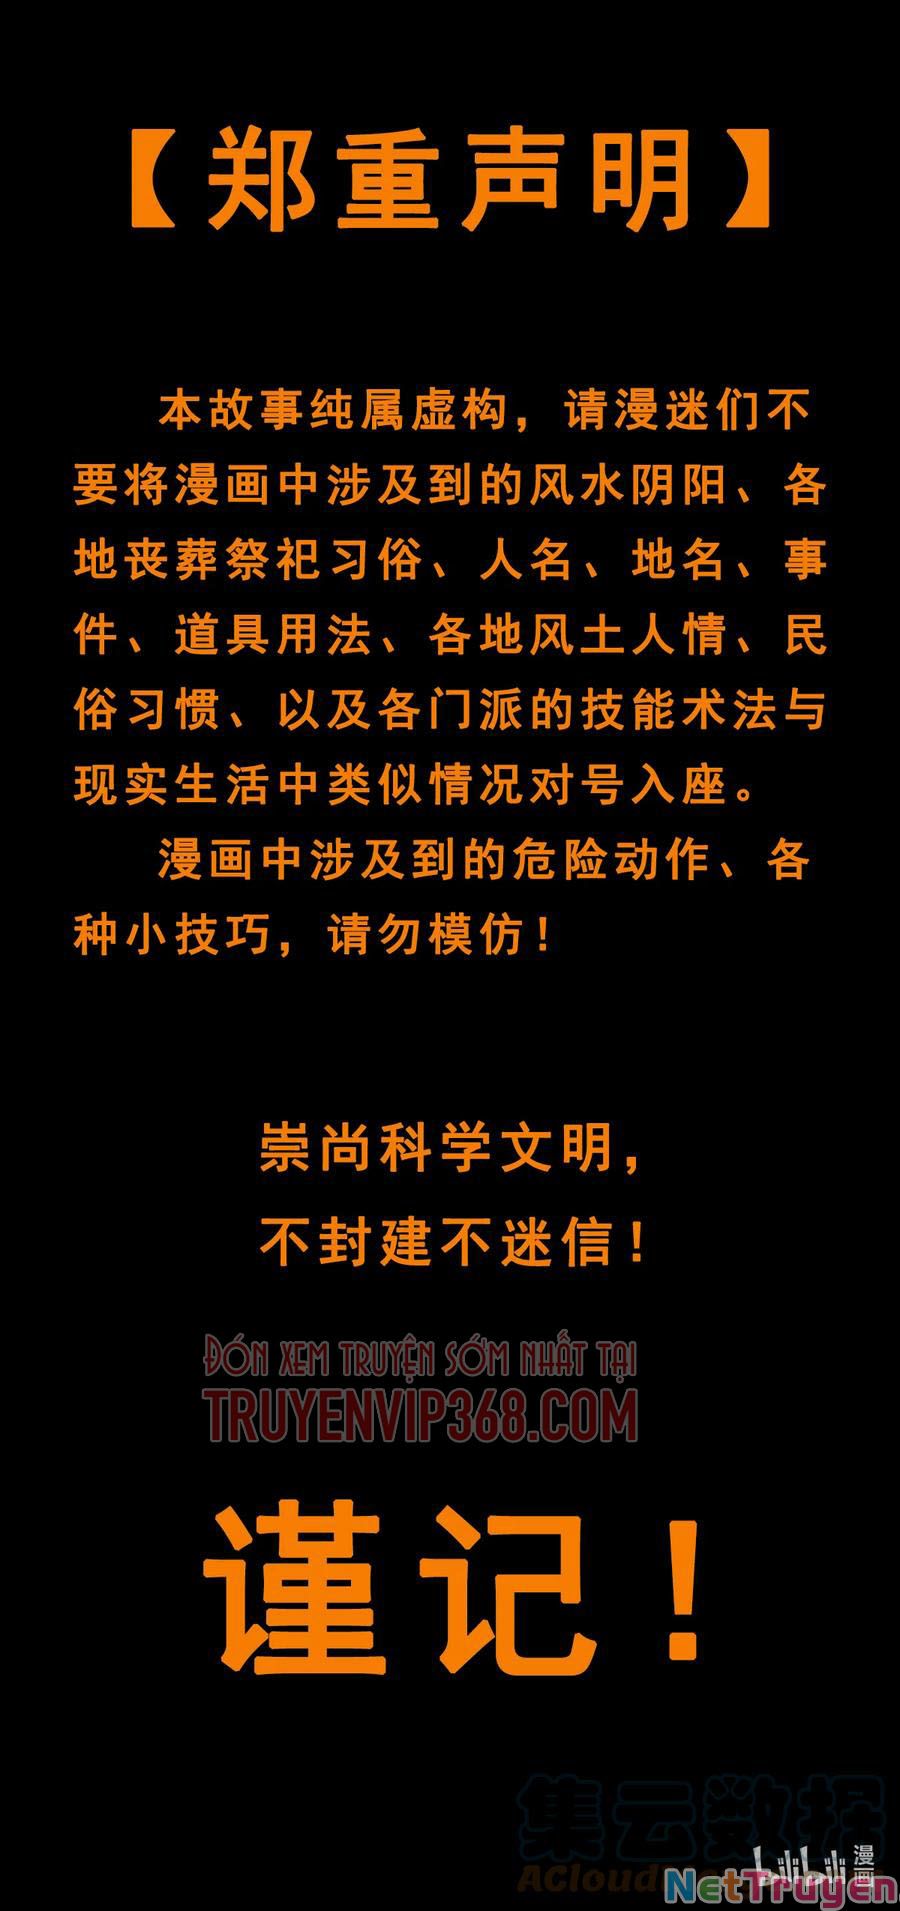 【郑重声明】
本故事纯属虚构，请漫迷们不
要将漫画中涉及到的风水阴阳、各
地丧葬祭祀习俗、人名、地名、事
件、道具用法、各地风土人情、民
俗习惯、以及各门派的技能术法与
现实生活中类似情况对号入座。
漫画中涉及到的危险动作、各
种小技巧，请勿模仿！
崇尚科学文明，
不封建不迷信！
ĐÓN XEM TRUYỆN SỚM NHẤT TẠI
TRUYENVIP368.COM
谨记！
集云数据
bilibili 漫画
NetTruyen